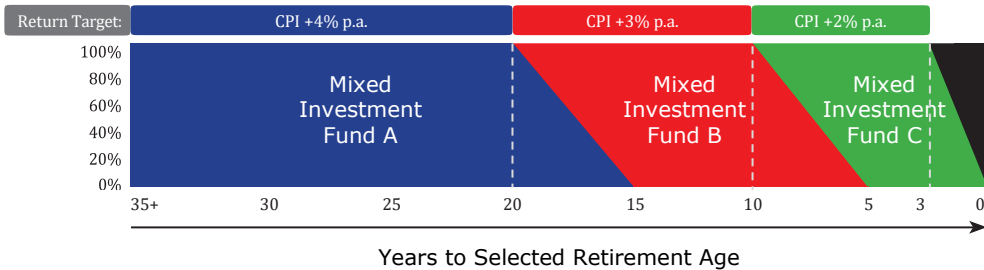 Return Target:
CPI +4% p.a.
CPI +3% p.a.
CPI +2% p.a.
100%
80%
60%
40%
20%
0%
Mixed
Investment
Fund A
Mixed
Investment
Fund B
Mixed
Investment
Fund C
35+
30
25
20
15
10
5
3
0
Years to Selected Retirement Age